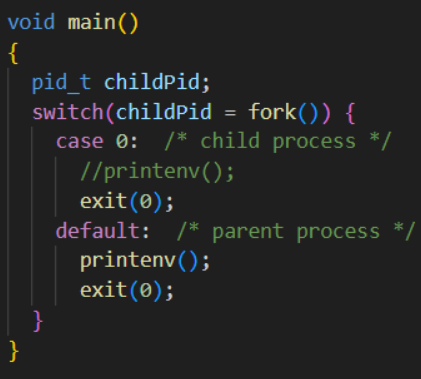 void main()
{
  pid_t childPid;
  switch(childPid = fork()) {
    case 0:  /* child process */
      //printenv();
      exit(0);
    default:  /* parent process */
      printenv();
      exit(0);
  }
}